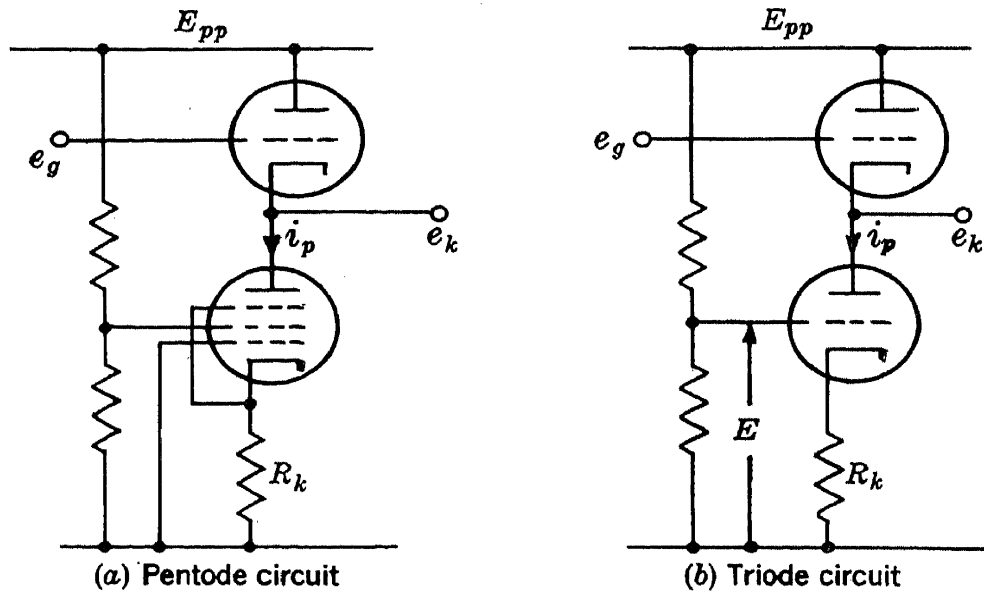 E_pp
e_g
e_k
i_p
R_k
(a) Pentode circuit
E_pp
e_g
e_k
i_p
E
R_k
(b) Triode circuit